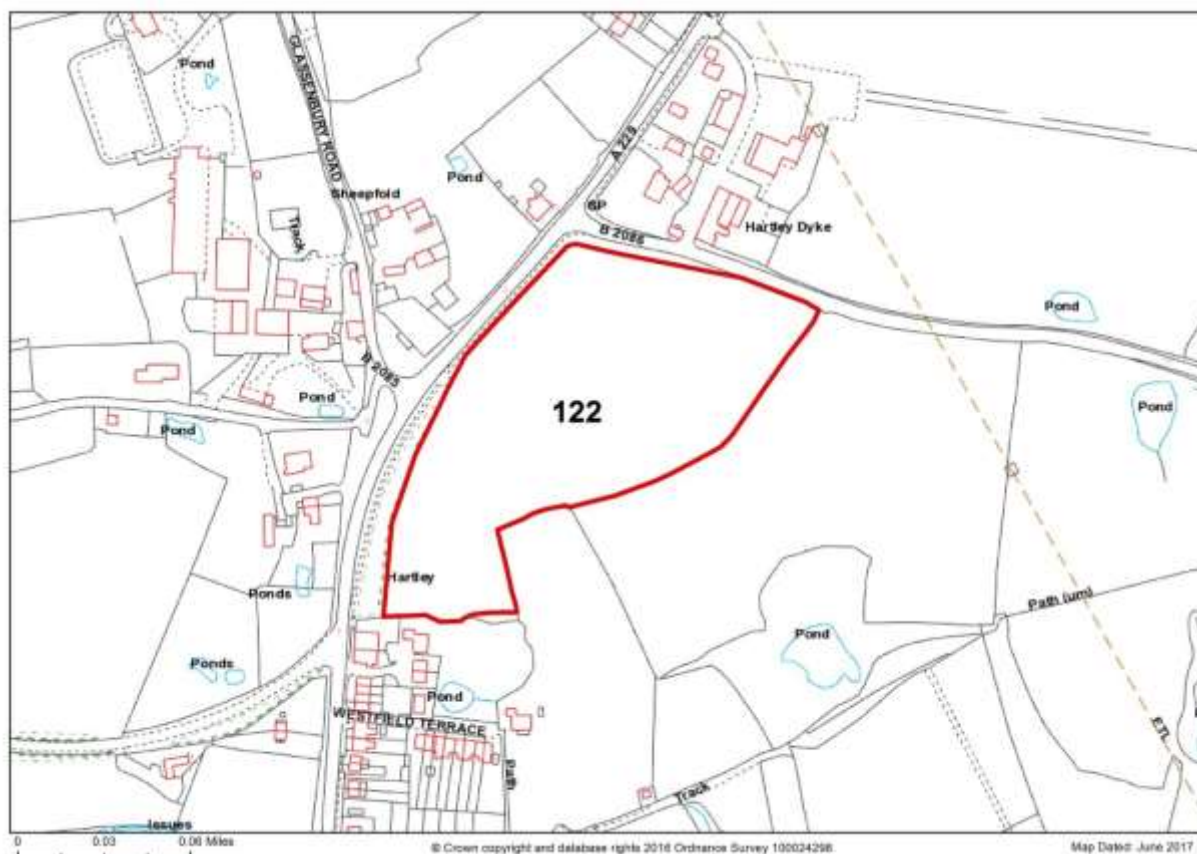 Pond
GLASSENBURY ROAD
A 229
Sheepfold
Pond
Track
GP
B 2086
Hartley Dyke
Pond
B 2085
Pond
Pond
Pond
122
Hartley
Ponds
Path (um)
Pond
Ponds
Pond
WESTFIELD TERRACE
ETL
Path
Track
Issues
0 0.03 0.06 Miles
© Crown copyright and database rights 2016 Ordnance Survey 100024298
Map Dated: June 2017